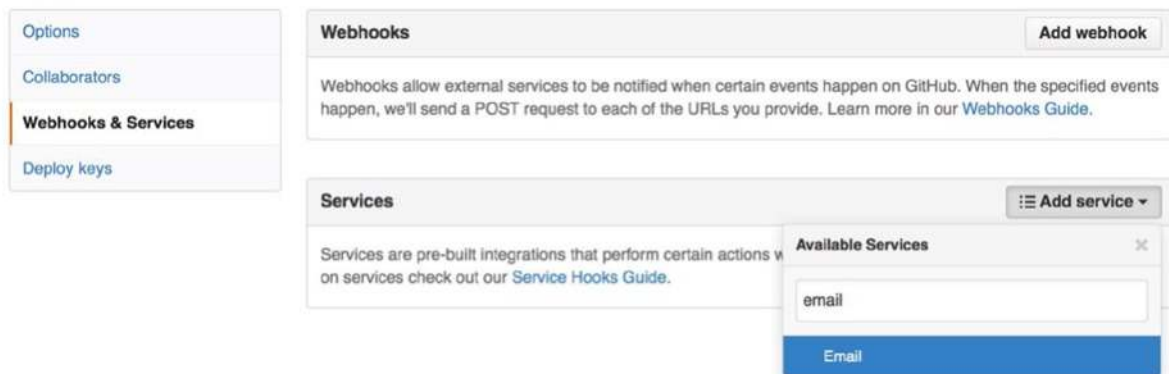 Options
Collaborators
Webhooks & Services
Deploy keys
Webhooks
Add webhook
Webhooks allow external services to be notified when certain events happen on GitHub. When the specified events
happen, we'll send a POST request to each of the URLs you provide. Learn more in our Webhooks Guide.
Services
Add service
Services are pre-built integrations that perform certain actions
on services check out our Service Hooks Guide.
Available Services
email
Email